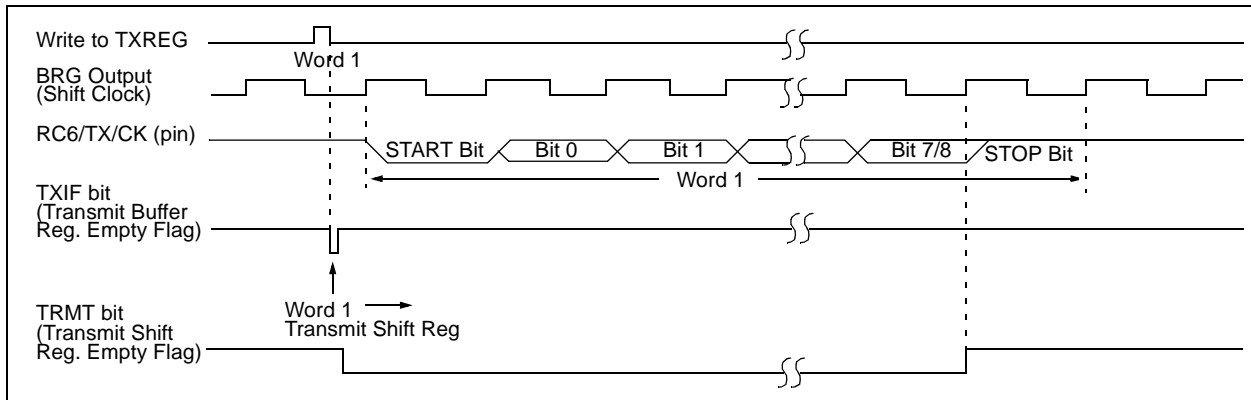 Write to TXREG
Word 1
BRG Output
(Shift Clock)
RC6/TX/CK (pin)
START Bit
Bit 0
Bit 1
Bit 7/8
STOP Bit
Word 1
TXIF bit
(Transmit Buffer
Reg. Empty Flag)
Word 1
Transmit Shift Reg
TRMT bit
(Transmit Shift
Reg. Empty Flag)